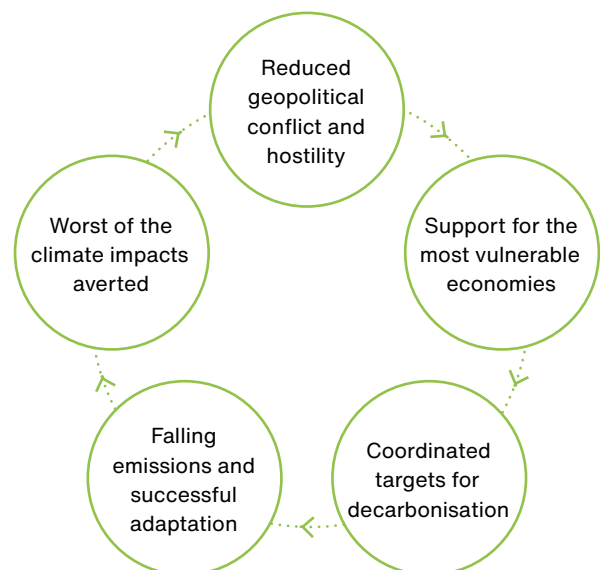 Reduced
geopolitical
conflict and
hostility
Support for the
most vulnerable
economies
Coordinated
targets for
decarbonisation
Falling
emissions and
successful
adaptation
Worst of the
climate impacts
averted